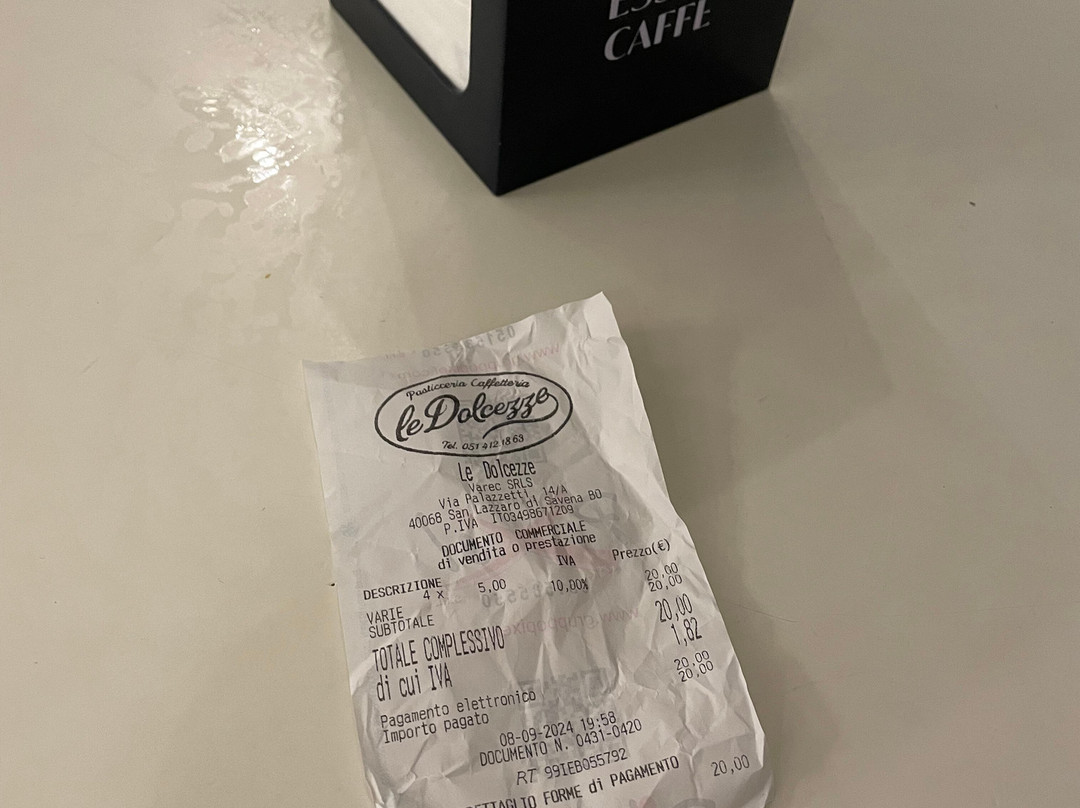 CAFFÈ
Pasticceria Caffetteria
le Dolcezze
Tel. 051 412 18 63
Le Dolcezze
Varec SRLS
Via Palazzetti, 14/A
40068 San Lazzaro di Savena BO
P.IVA IT03498671209
DOCUMENTO COMMERCIALE
di vendita o prestazione
DESCRIZIONE IVA Prezzo(€)
4 x 5,00
VARIE 10,00% 20,00
SUBTOTALE 20,00
TOTALE COMPLESSIVO 20,00
di cui IVA 1,82
Pagamento elettronico 20,00
Importo pagato 20,00
08-09-2024 19:58
DOCUMENTO N. 0431-0420
RT 99IEB055792
DETTAGLIO FORME di PAGAMENTO
20,00